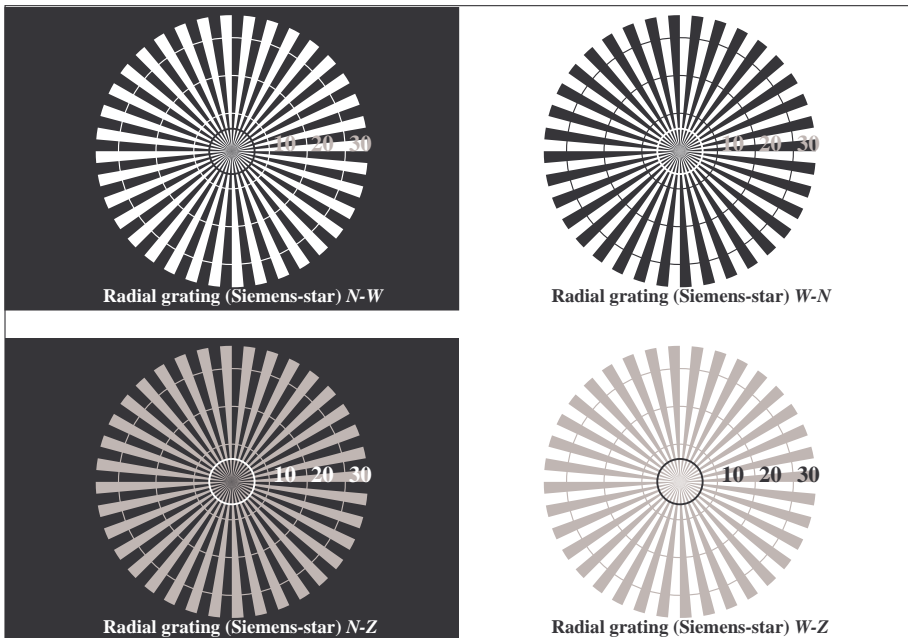 10 20 30
Radial grating (Siemens-star) N-W
10 20 30
Radial grating (Siemens-star) W-N
10 20 30
Radial grating (Siemens-star) N-Z
10 20 30
Radial grating (Siemens-star) W-Z